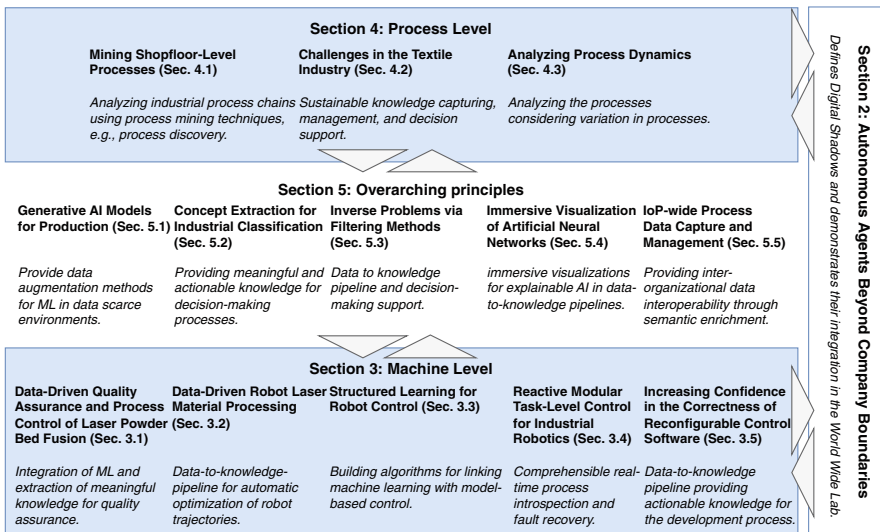 Section 4: Process Level
Mining Shopfloor-Level
Processes (Sec. 4.1)
Analyzing industrial process chains
using process mining techniques,
e.g., process discovery.
Challenges in the Textile
Industry (Sec. 4.2)
Sustainable knowledge capturing,
management, and decision
support.
Analyzing Process Dynamics
(Sec. 4.3)
Analyzing the processes
considering variation in processes.
Section 5: Overarching principles
Generative AI Models
for Production (Sec. 5.1)
Provide data
augmentation methods
for ML in data scarce
environments.
Concept Extraction for
Industrial Classification
(Sec. 5.2)
Providing meaningful and
actionable knowledge for
decision-making
processes.
Inverse Problems via
Filtering Methods
(Sec. 5.3)
Data to knowledge
pipeline and decision-
making support.
Immersive Visualization
of Artificial Neural
Networks (Sec. 5.4)
immersive visualizations
for explainable AI in data-
to-knowledge pipelines.
IoP-wide Process
Data Capture and
Management (Sec. 5.5)
Providing inter-
organizational data
interoperability through
semantic enrichment.
Section 3: Machine Level
Data-Driven Quality
Assurance and Process
Control of Laser Powder
Bed Fusion (Sec. 3.1)
Integration of ML and
extraction of meaningful
knowledge for quality
assurance.
Data-Driven Robot Laser
Material Processing
(Sec. 3.2)
Data-to-knowledge-
pipeline for automatic
optimization of robot
trajectories.
Structured Learning for
Robot Control (Sec. 3.3)
Building algorithms for linking
machine learning with model-
based control.
Reactive Modular
Task-Level Control
for Industrial
Robotics (Sec. 3.4)
Comprehensible real-
time process
introspection and
fault recovery.
Increasing Confidence
in the Correctness of
Reconfigurable Control
Software (Sec. 3.5)
Data-to-knowledge
pipeline providing
actionable knowledge for
the development process.
Section 2: Autonomous Agents Beyond Company Boundaries
Defines Digital Shadows and demonstrates their integration in the World Wide Lab.